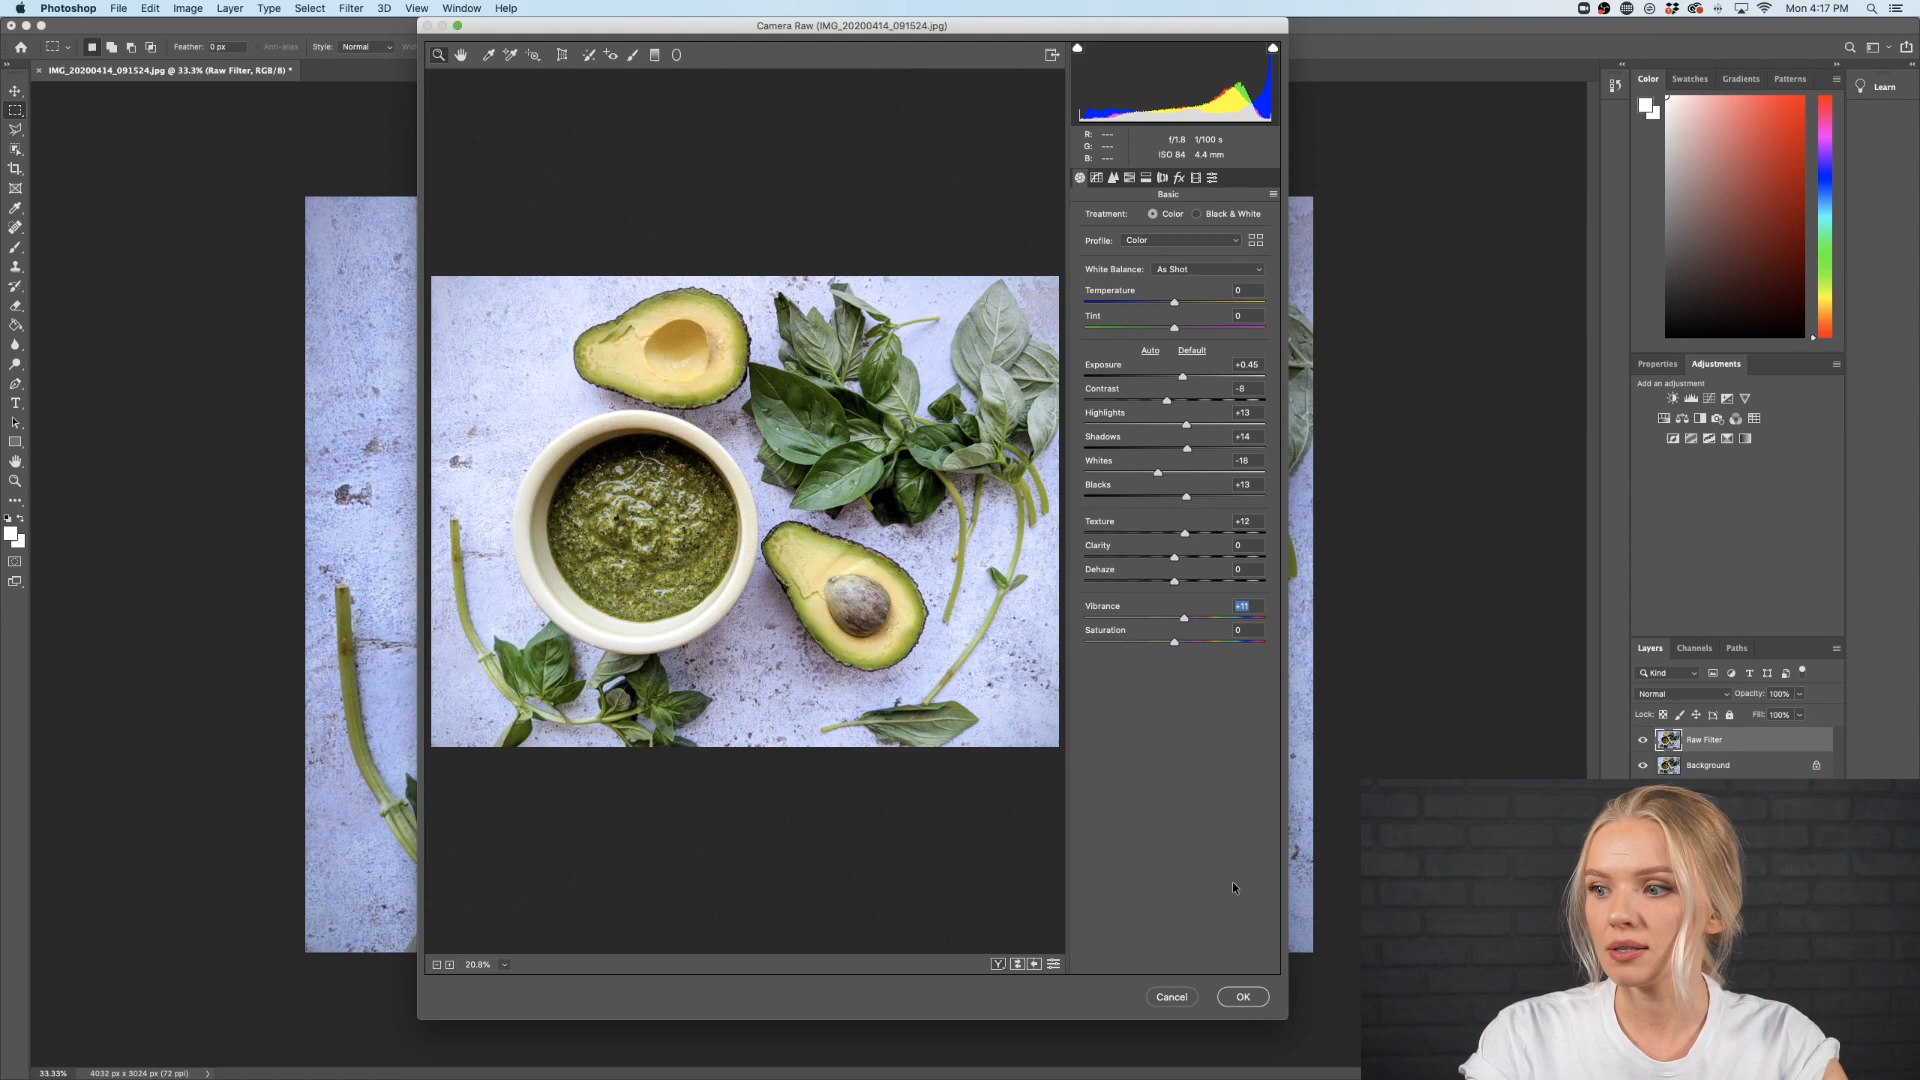 Photoshop File Edit Image Layer Type Select Filter 3D View Window Help
Mon 4:17 PM
Camera Raw (IMG_20200414_091524.jpg)
Feather: 0 px Anti-alias Style: Normal
IMG_20200414_091524.jpg @ 33.3% (Raw Filter, RGB/8) *
Color Swatches Gradients Patterns
Learn
R: ---
G: ---
B: ---
f/1.8 1/100 s
ISO 84 4.4 mm
Basic
Treatment: Color Black & White
Profile: Color
White Balance: As Shot
Temperature 0
Tint 0
Auto Default
Exposure +0.45
Contrast -8
Highlights +13
Shadows +14
Whites -18
Blacks +13
Texture +12
Clarity 0
Dehaze 0
Vibrance +11
Saturation 0
Properties Adjustments
Add an adjustment
Layers Channels Paths
Kind
Normal Opacity: 100%
Lock: Fill: 100%
Raw Filter
Background
20.8%
Cancel OK
33.33% 4032 px x 3024 px (72 ppi)